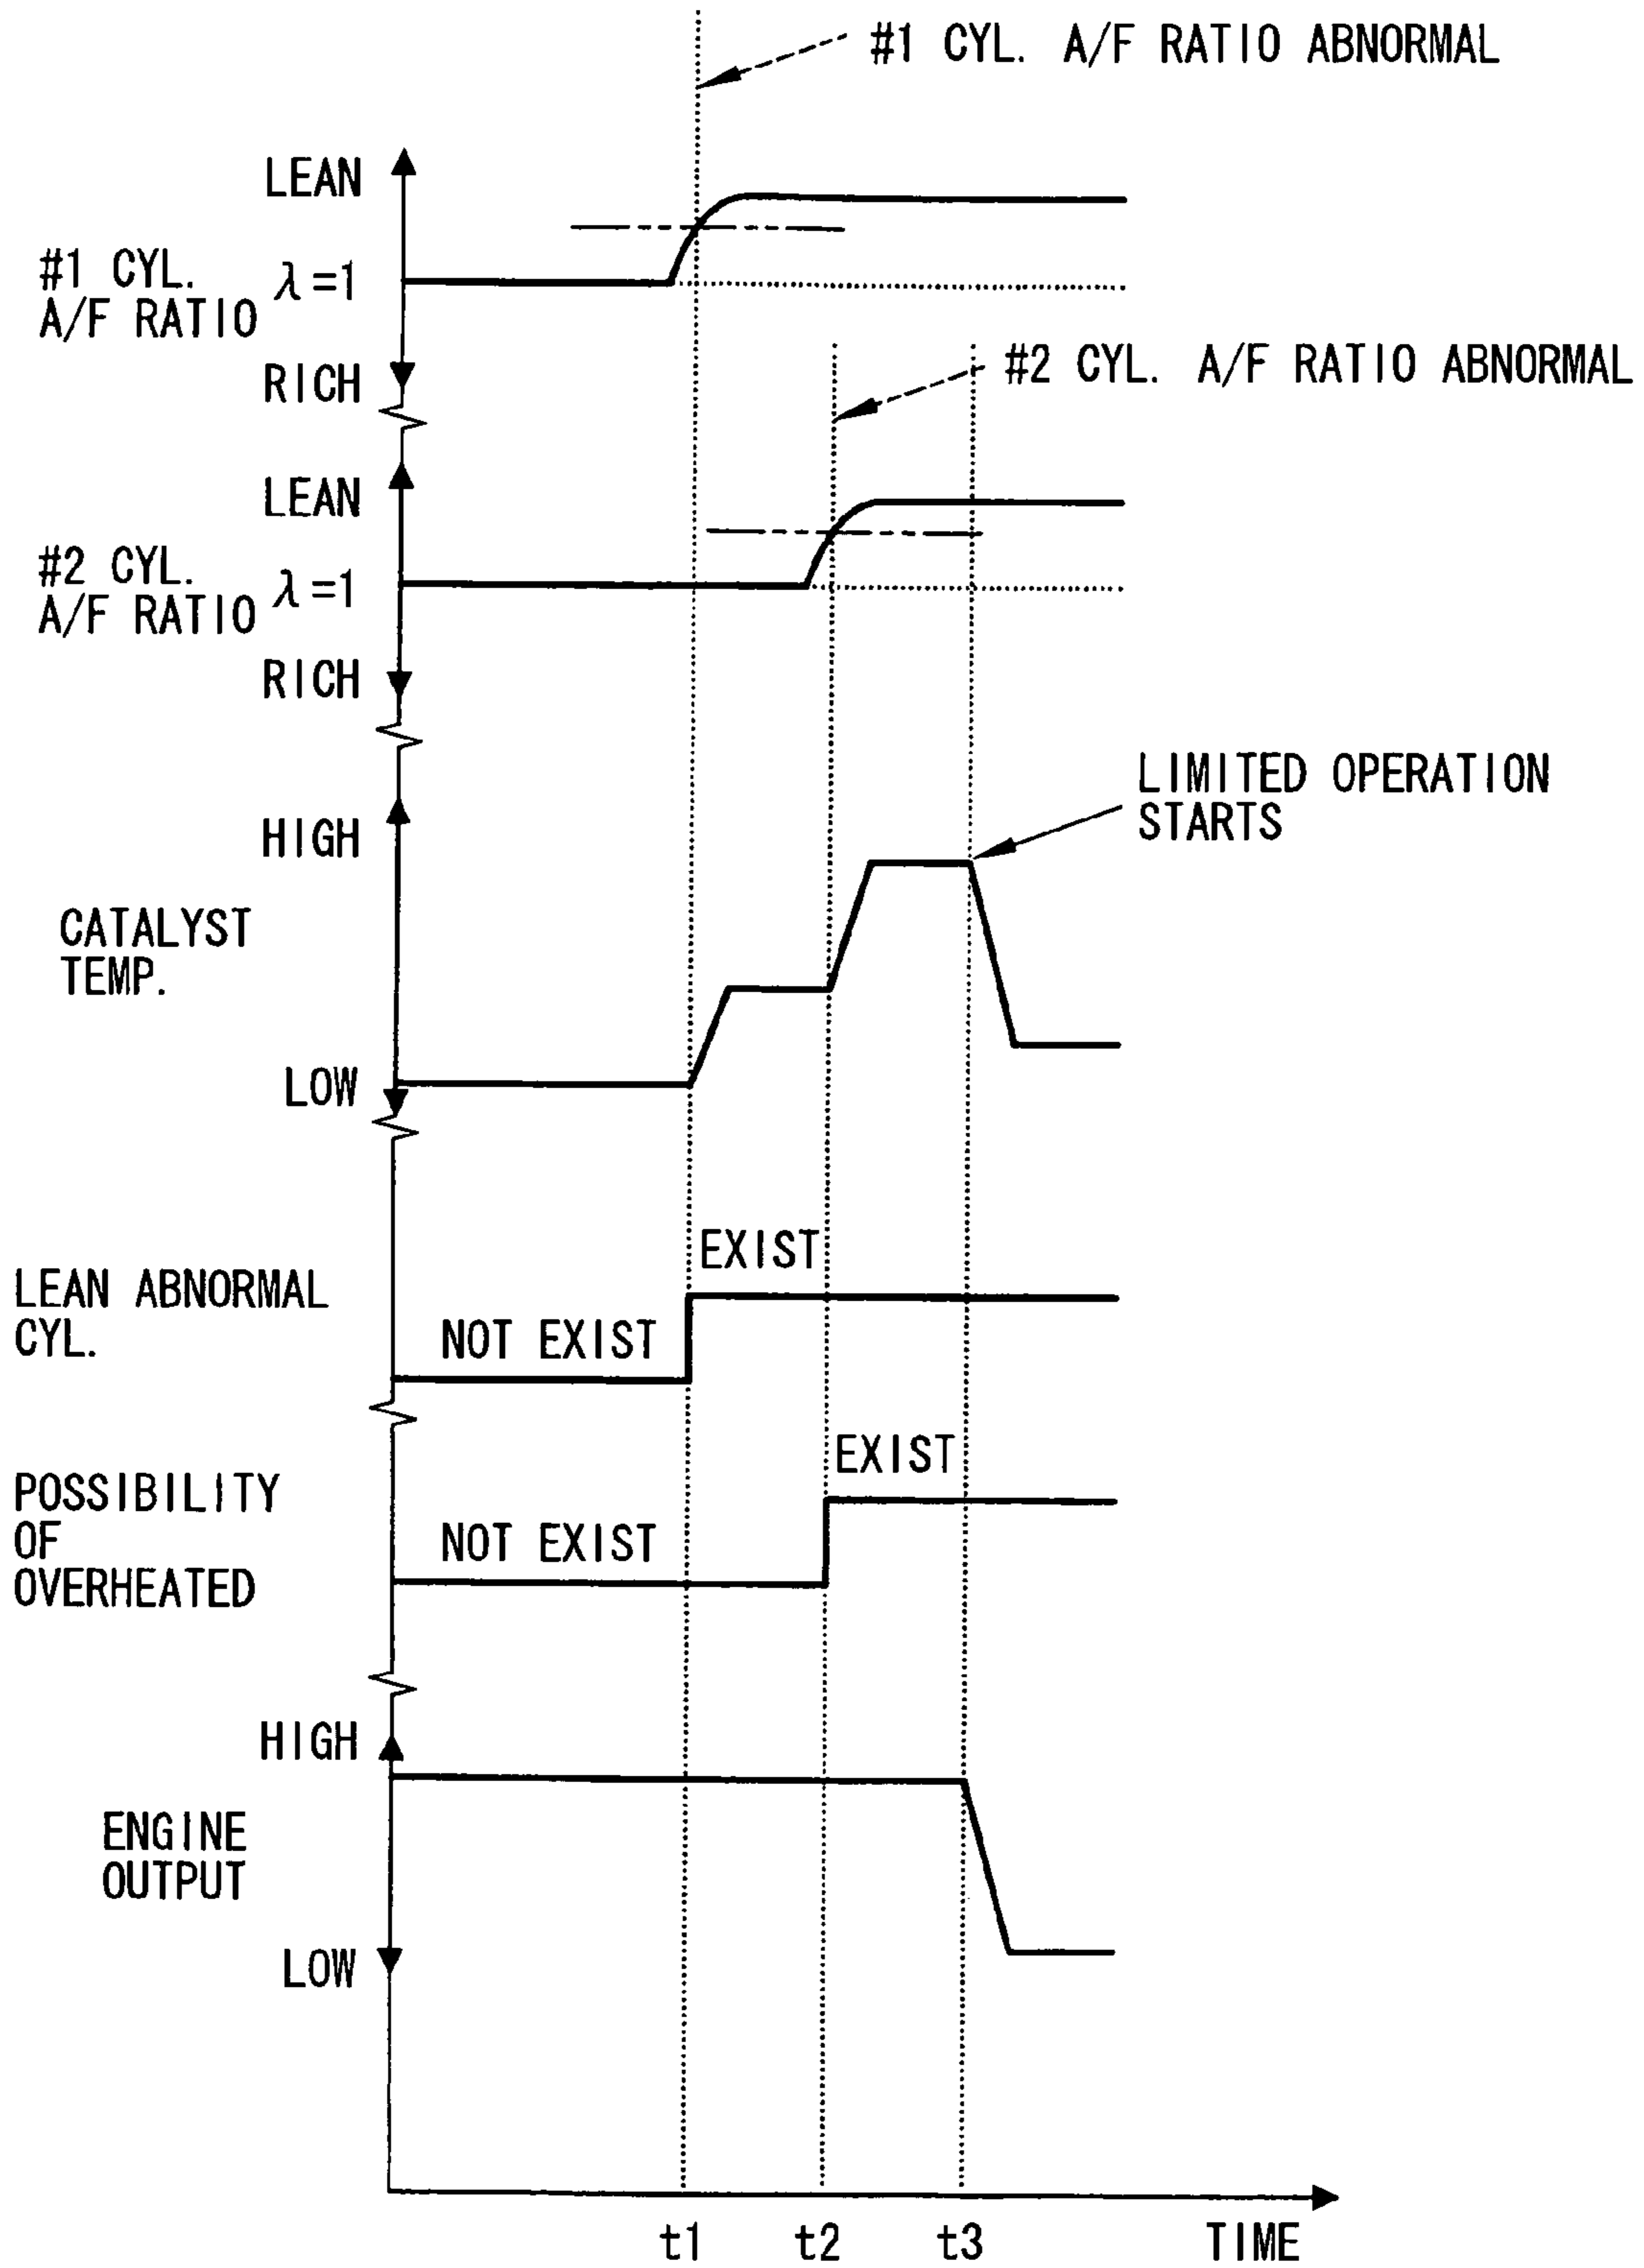 #1 CYL. A/F RATIO ABNORMAL
LEAN
#1 CYL.
A/F RATIO
λ=1
RICH
#2 CYL. A/F RATIO ABNORMAL
LEAN
#2 CYL.
A/F RATIO
λ=1
RICH
LIMITED OPERATION
STARTS
HIGH
CATALYST
TEMP.
LOW
EXIST
LEAN ABNORMAL
CYL.
NOT EXIST
EXIST
POSSIBILITY
OF
OVERHEATED
NOT EXIST
HIGH
ENGINE
OUTPUT
LOW
t1 t2 t3 TIME